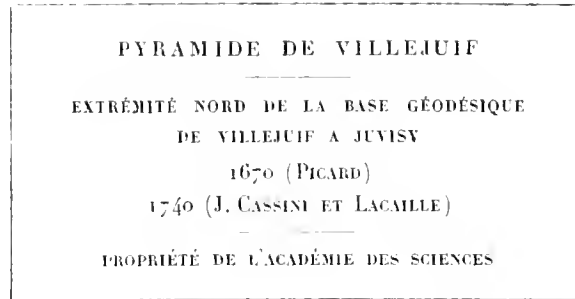 PYRAMIDE DE VILLEJUIF
EXTRÉMITÉ NORD DE LA BASE GÉODÉSIQUE
DE VILLEJUIF A JUVISY
1670 (PICARD)
1740 (J. CASSINI ET LACAILLE)
PROPRIÉTÉ DE L'ACADÉMIE DES SCIENCES